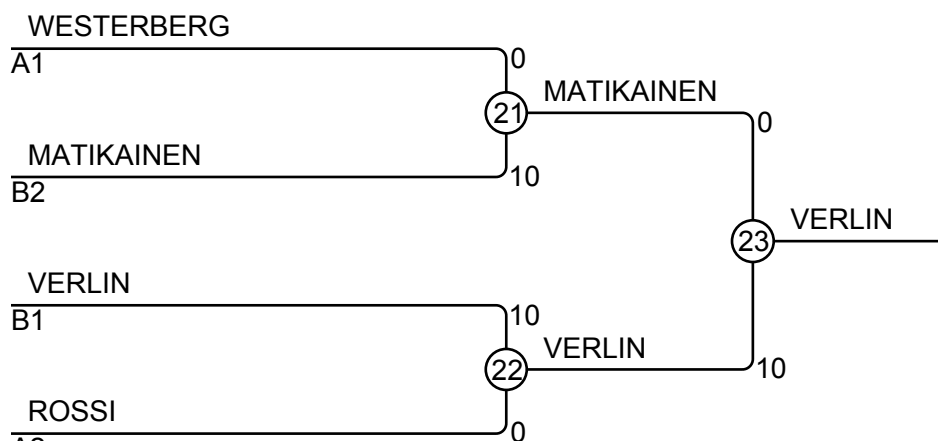 WESTERBERG
A1
0
21
MATIKAINEN
0
MATIKAINEN
B2
10
23
VERLIN
VERLIN
B1
10
22
VERLIN
10
ROSSI
0